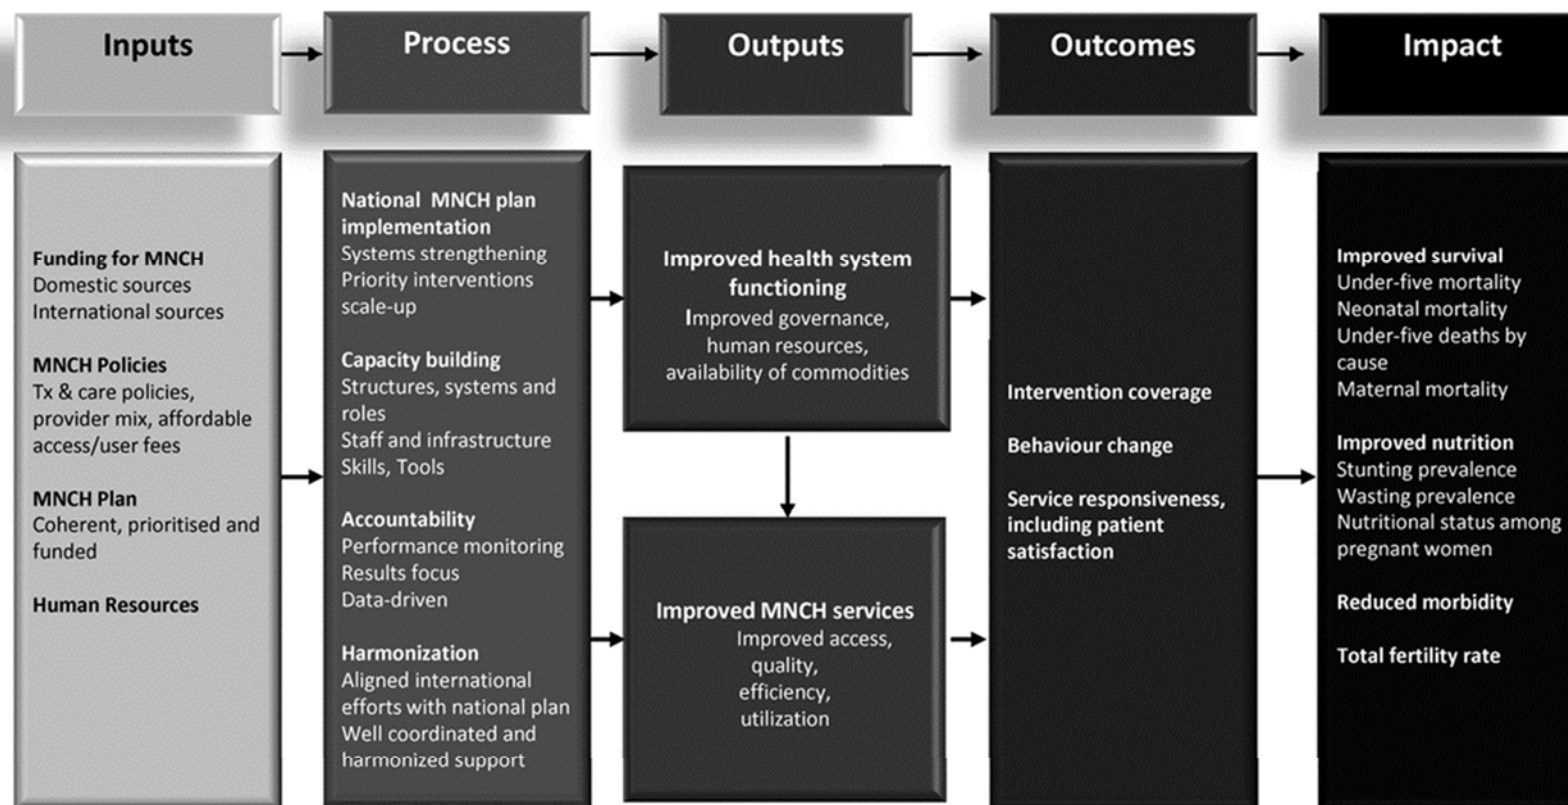 Inputs
Process
Outputs
Outcomes
Impact
Funding for MNCH
Domestic sources
International sources
MNCH Policies
Tx & care policies,
provider mix, affordable
access/user fees
MNCH Plan
Coherent, prioritised and
funded
Human Resources
National MNCH plan
implementation
Systems strengthening
Priority interventions
scale-up
Capacity building
Structures, systems and
roles
Staff and infrastructure
Skills, Tools
Accountability
Performance monitoring
Results focus
Data-driven
Harmonization
Aligned international
efforts with national plan
Well coordinated and
harmonized support
Improved health system
functioning
Improved governance,
human resources,
availability of commodities
Improved MNCH services
Improved access,
quality,
efficiency,
utilization
Intervention coverage
Behaviour change
Service responsiveness,
including patient
satisfaction
Improved survival
Under-five mortality
Neonatal mortality
Under-five deaths by
cause
Maternal mortality
Improved nutrition
Stunting prevalence
Wasting prevalence
Nutritional status among
pregnant women
Reduced morbidity
Total fertility rate